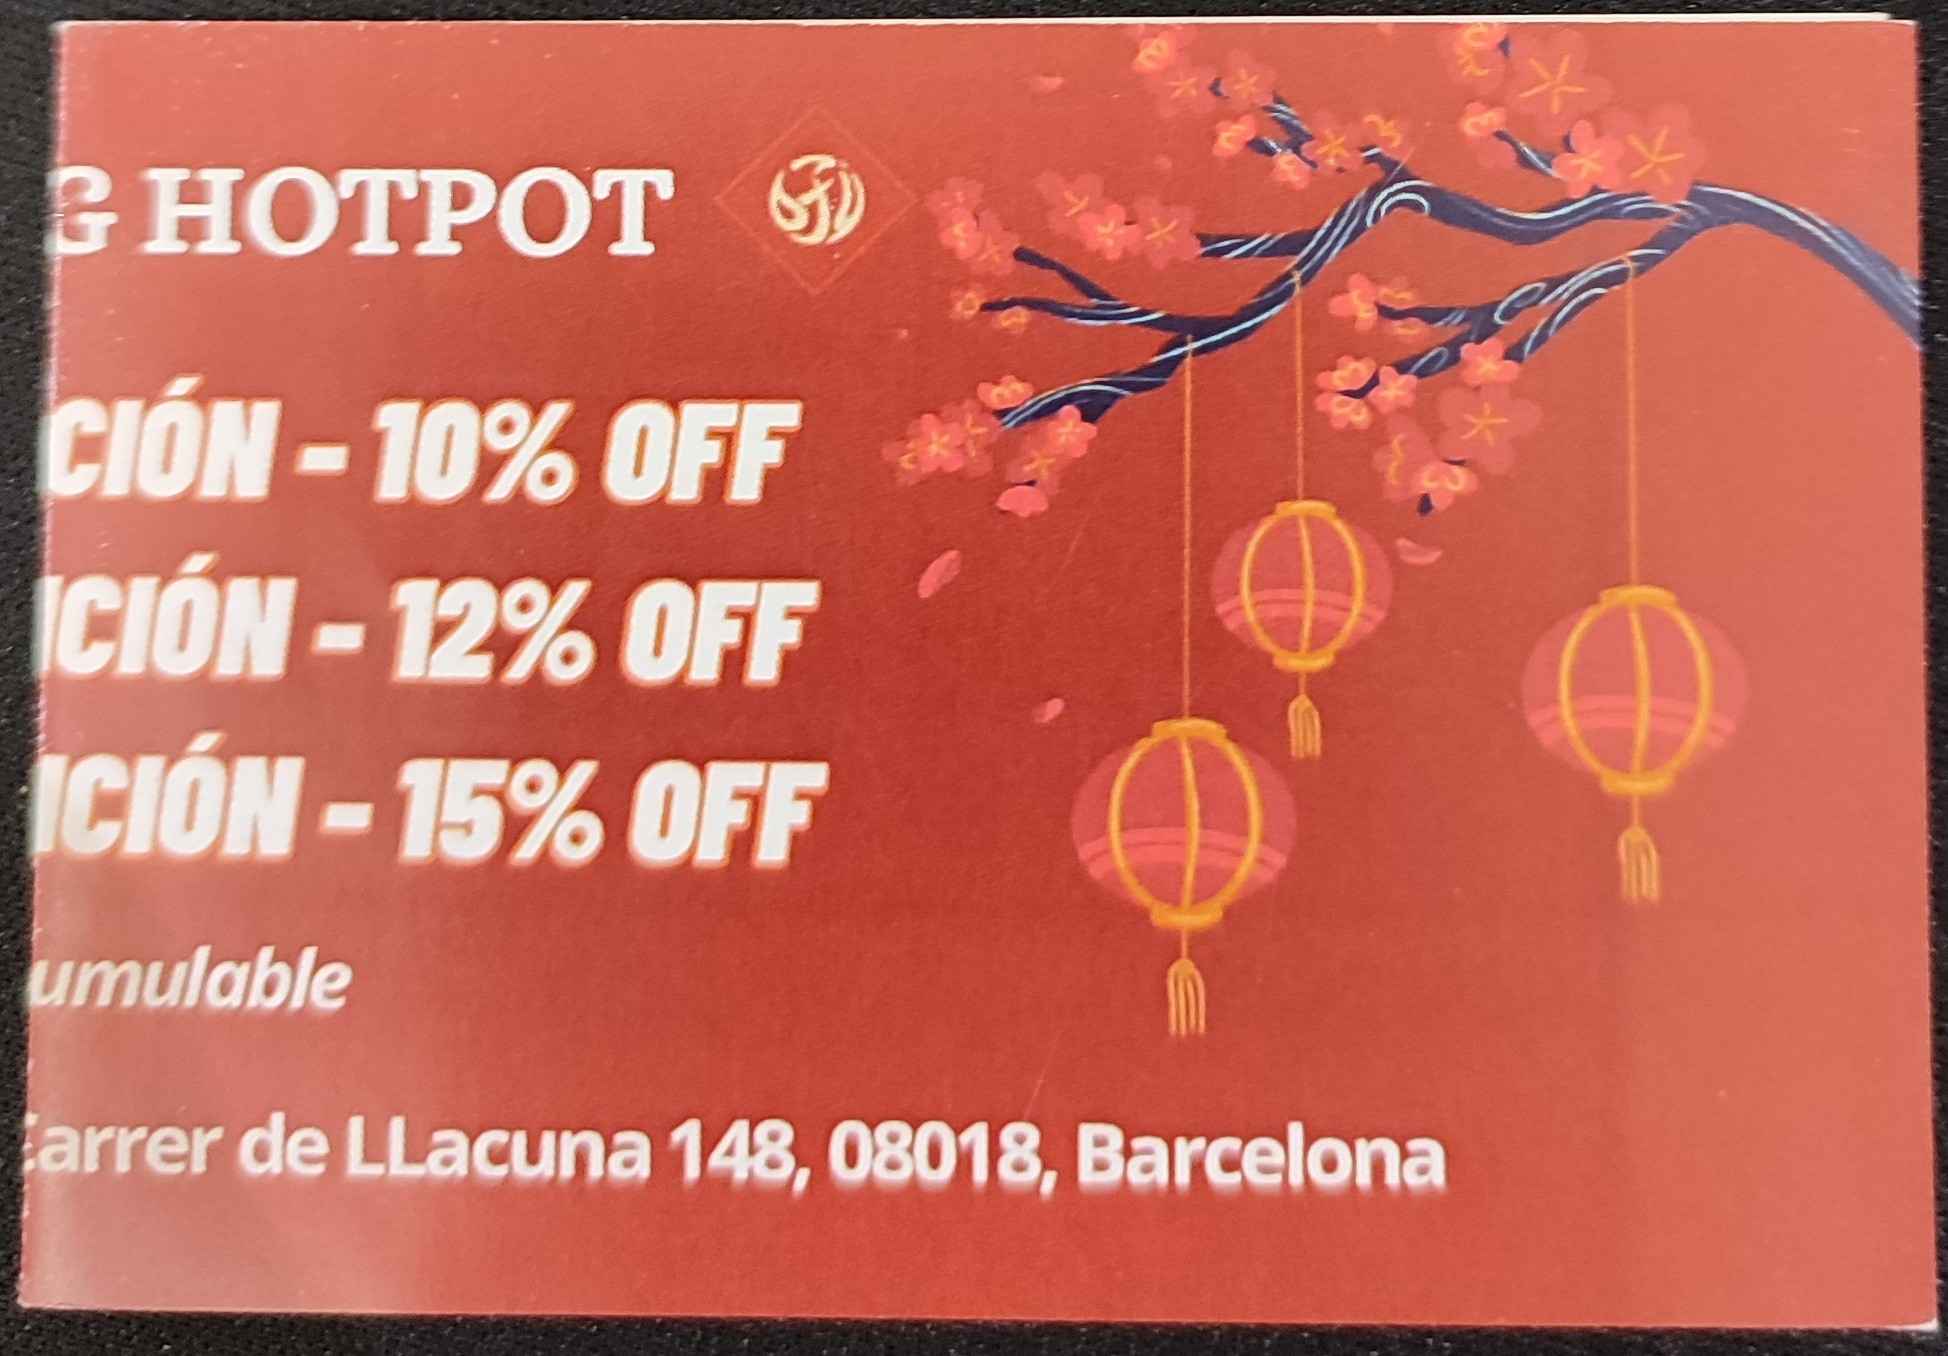 G HOTPOT
CIÓN - 10% OFF
ICIÓN - 12% OFF
ICIÓN - 15% OFF
umulable
Carrer de LLacuna 148, 08018, Barcelona